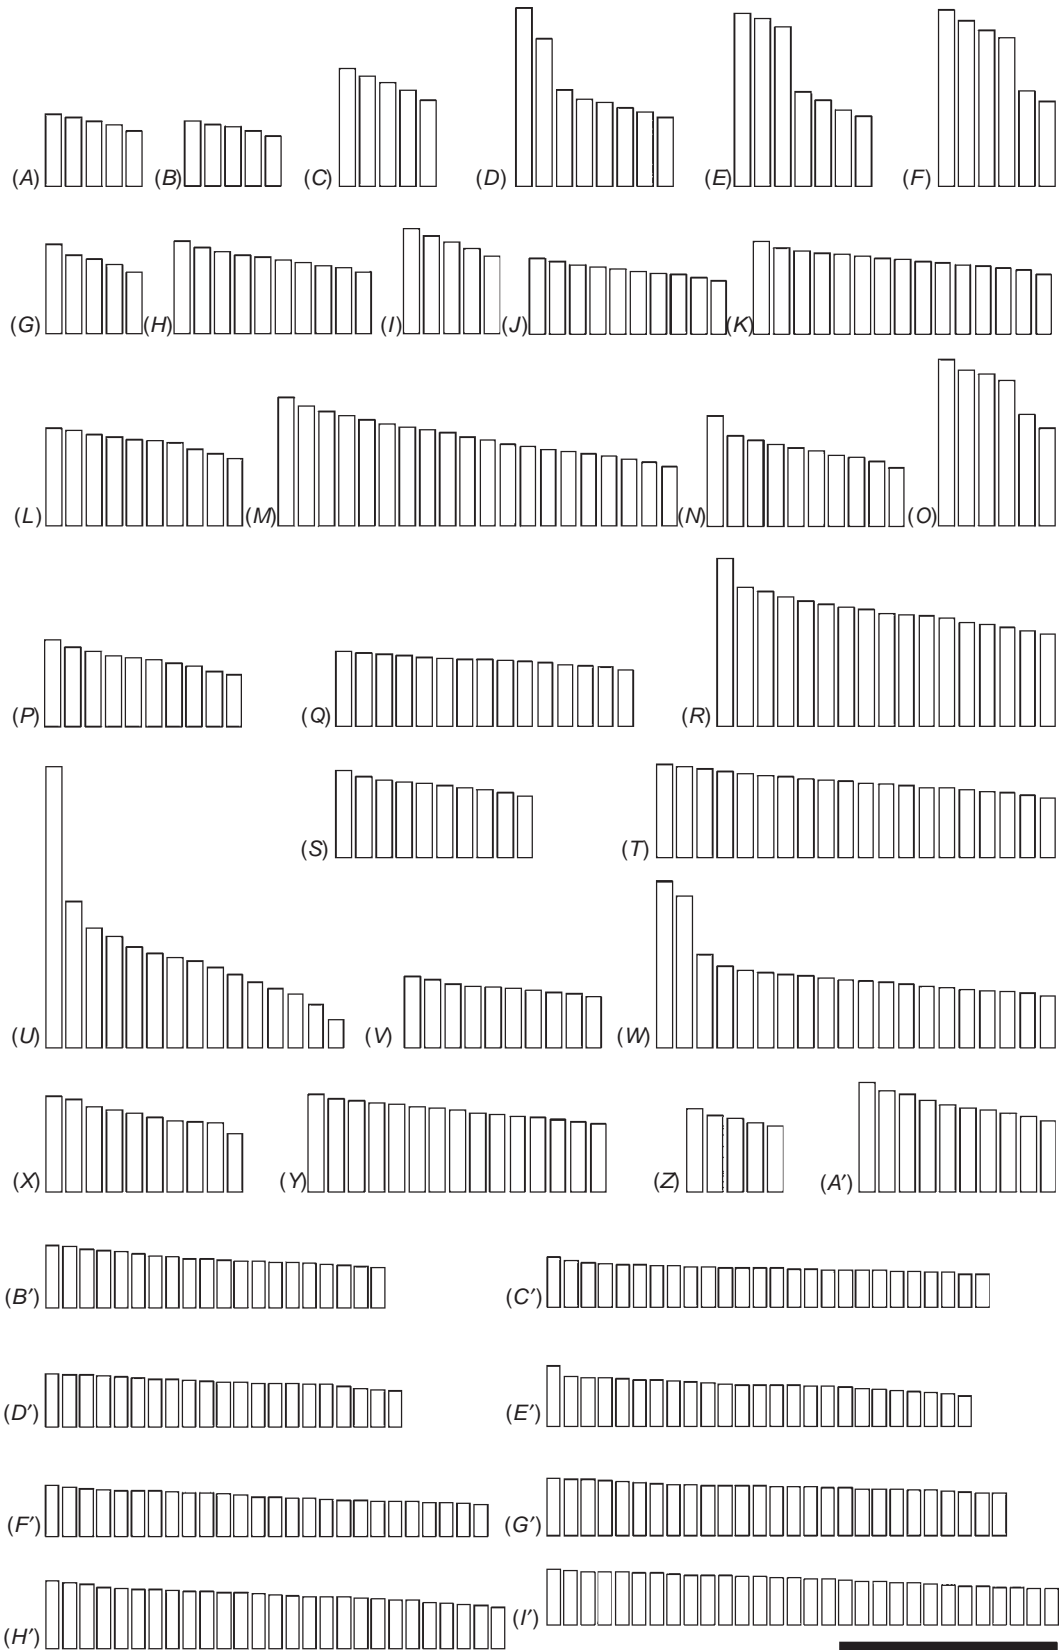 (A) (B) (C) (D) (E) (F)
(G) (H) (I) (J) (K)
(L) (M) (N) (O)
(P) (Q) (R)
(S) (T)
(U) (V) (W)
(X) (Y) (Z) (A′)
(B′) (C′)
(D′) (E′)
(F′) (G′)
(H′) (I′)